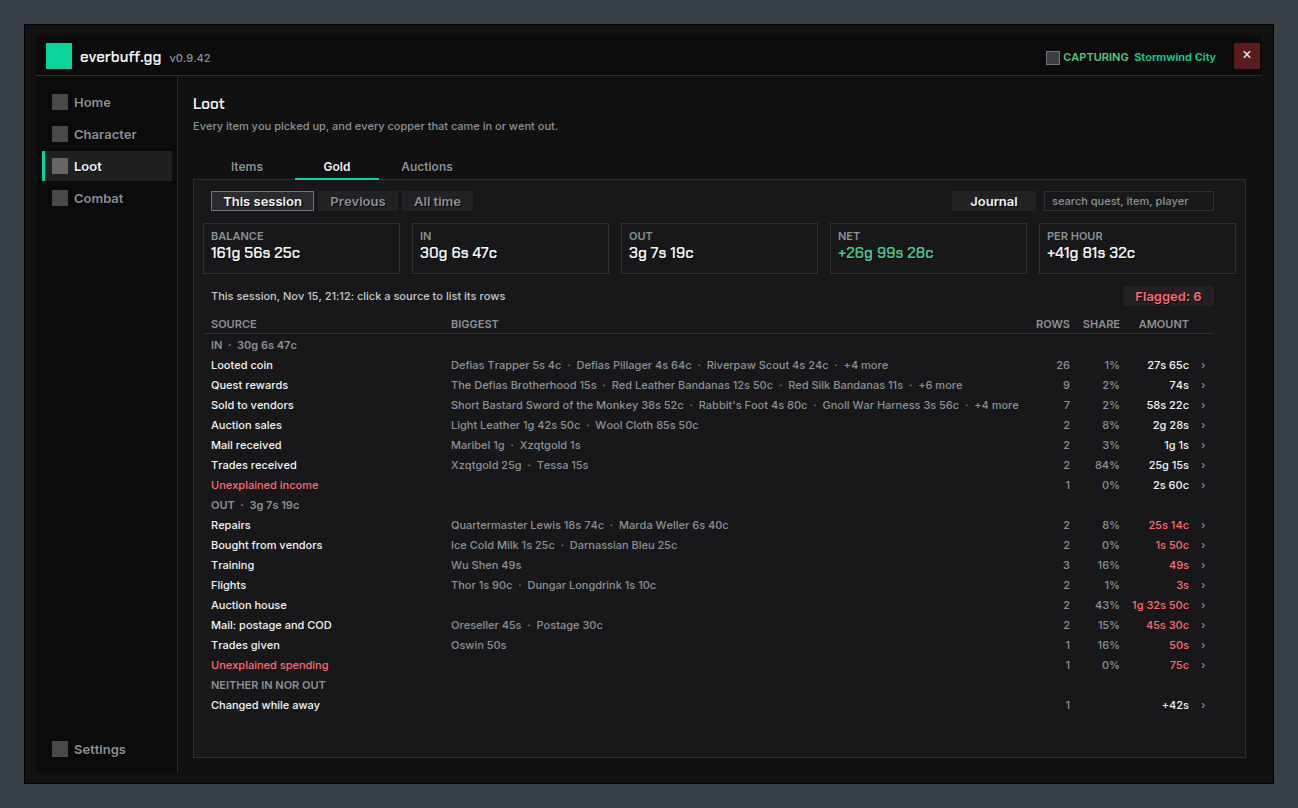 everbuff.gg v0.9.42
CAPTURING Stormwind City ×
Home
Character
Loot
Combat
Settings
Loot
Every item you picked up, and every copper that came in or went out.
Items Gold Auctions
This session Previous All time Journal search quest, item, player
BALANCE IN OUT NET PER HOUR
161g 56s 25c 30g 6s 47c 3g 7s 19c +26g 99s 28c +41g 81s 32c
This session, Nov 15, 21:12: click a source to list its rows Flagged: 6
SOURCE BIGGEST ROWS SHARE AMOUNT
IN · 30g 6s 47c
Looted coin Defias Trapper 5s 4c · Defias Pillager 4s 64c · Riverpaw Scout 4s 24c · +4 more 26 1% 27s 65c ›
Quest rewards The Defias Brotherhood 15s · Red Leather Bandanas 12s 50c · Red Silk Bandanas 11s · +6 more 9 2% 74s ›
Sold to vendors Short Bastard Sword of the Monkey 38s 52c · Rabbit's Foot 4s 80c · Gnoll War Harness 3s 56c · +4 more 7 2% 58s 22c ›
Auction sales Light Leather 1g 42s 50c · Wool Cloth 85s 50c 2 8% 2g 28s ›
Mail received Maribel 1g · Xzqtgold 1s 2 3% 1g 1s ›
Trades received Xzqtgold 25g · Tessa 15s 2 84% 25g 15s ›
Unexplained income 1 0% 2s 60c ›
OUT · 3g 7s 19c
Repairs Quartermaster Lewis 18s 74c · Marda Weller 6s 40c 2 8% 25s 14c ›
Bought from vendors Ice Cold Milk 1s 25c · Darnassian Bleu 25c 2 0% 1s 50c ›
Training Wu Shen 49s 3 16% 49s ›
Flights Thor 1s 90c · Dungar Longdrink 1s 10c 2 1% 3s ›
Auction house 2 43% 1g 32s 50c ›
Mail: postage and COD Oreseller 45s · Postage 30c 2 15% 45s 30c ›
Trades given Oswin 50s 1 16% 50s ›
Unexplained spending 1 0% 75c ›
NEITHER IN NOR OUT
Changed while away 1 +42s ›